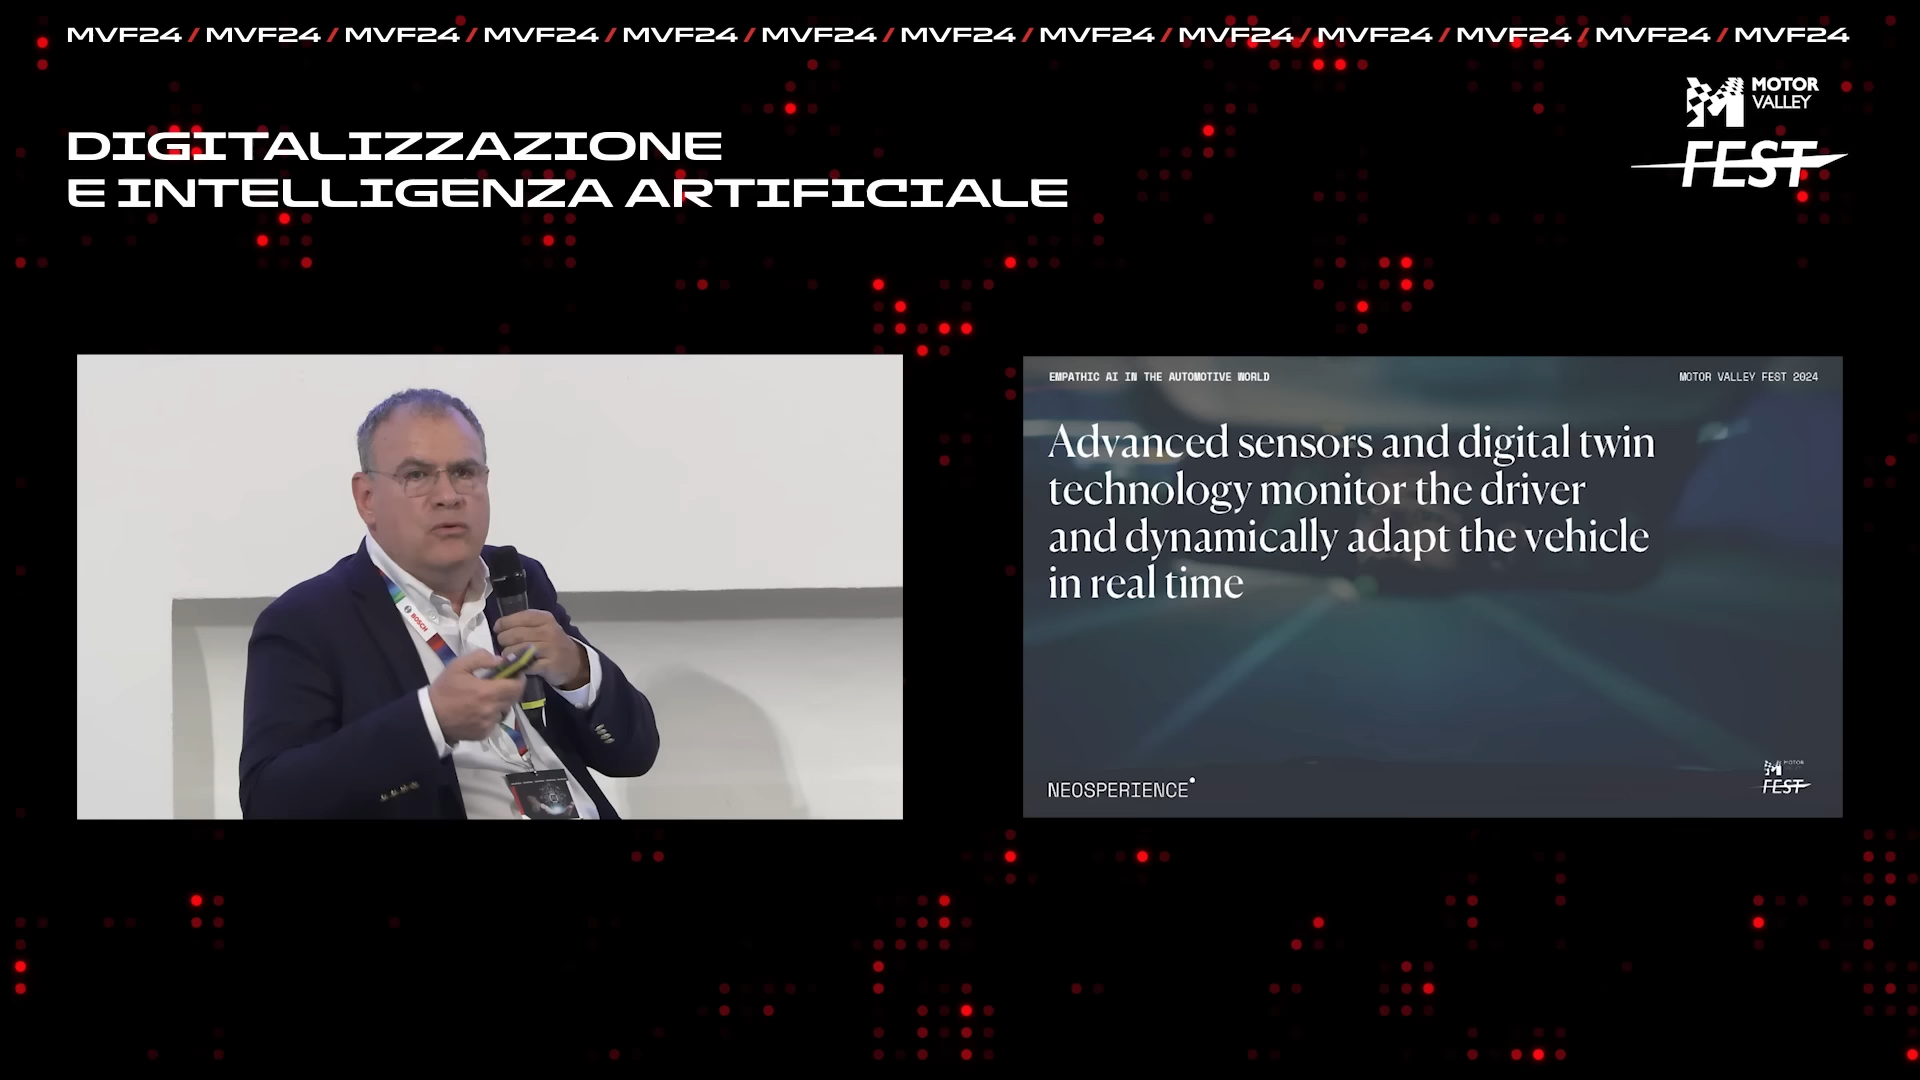 MVF24 / MVF24 / MVF24 / MVF24 / MVF24 / MVF24 / MVF24 / MVF24 / MVF24 / MVF24 / MVF24 / MVF24 / MVF24
MOTOR
VALLEY
FEST
DIGITALIZZAZIONE
E INTELLIGENZA ARTIFICIALE
BOSCH
EMPATHIC AI IN THE AUTOMOTIVE WORLD
MOTOR VALLEY FEST 2024
Advanced sensors and digital twin
technology monitor the driver
and dynamically adapt the vehicle
in real time
NEOSPERIENCE
MOTOR
FEST